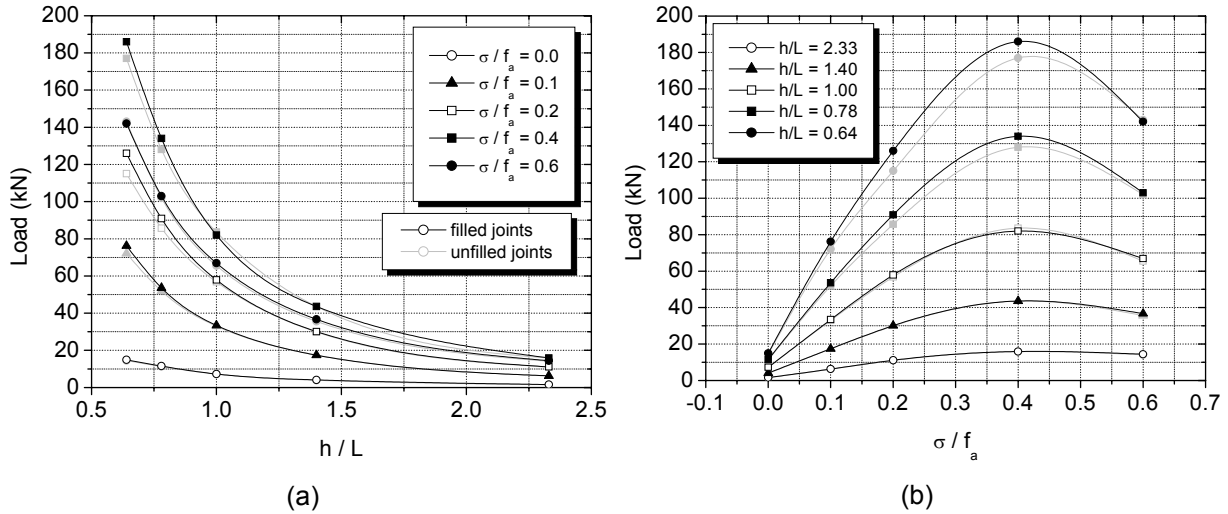 200
180
160
140
120
100
80
60
40
20
0
Load (kN)
0.5 1.0 1.5 2.0 2.5
h / L
σ / f_a = 0.0
σ / f_a = 0.1
σ / f_a = 0.2
σ / f_a = 0.4
σ / f_a = 0.6
filled joints
unfilled joints
(a)
200
180
160
140
120
100
80
60
40
20
0
Load (kN)
-0.1 0.0 0.1 0.2 0.3 0.4 0.5 0.6 0.7
σ / f_a
h/L = 2.33
h/L = 1.40
h/L = 1.00
h/L = 0.78
h/L = 0.64
(b)